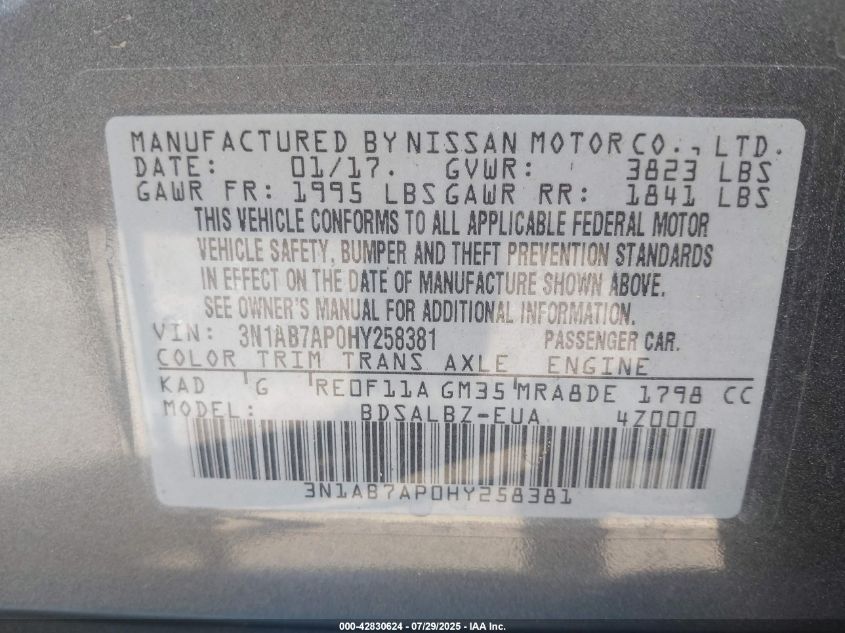 MANUFACTURED BY NISSAN MOTOR CO., LTD.
DATE: 01/17. GVWR: 3823 LBS
GAWR FR: 1995 LBS GAWR RR: 1841 LBS
THIS VEHICLE CONFORMS TO ALL APPLICABLE FEDERAL MOTOR
VEHICLE SAFETY, BUMPER AND THEFT PREVENTION STANDARDS
IN EFFECT ON THE DATE OF MANUFACTURE SHOWN ABOVE.
SEE OWNER'S MANUAL FOR ADDITIONAL INFORMATION.
VIN: 3N1AB7AP0HY258381 PASSENGER CAR.
COLOR TRIM TRANS AXLE ENGINE
KAD G RE0F11A GM35 MRA8DE 1798 CC
MODEL: BDSALBZ-EUA 4Z000
3N1AB7AP0HY258381
000-42830624 - 07/29/2025 - IAA Inc.